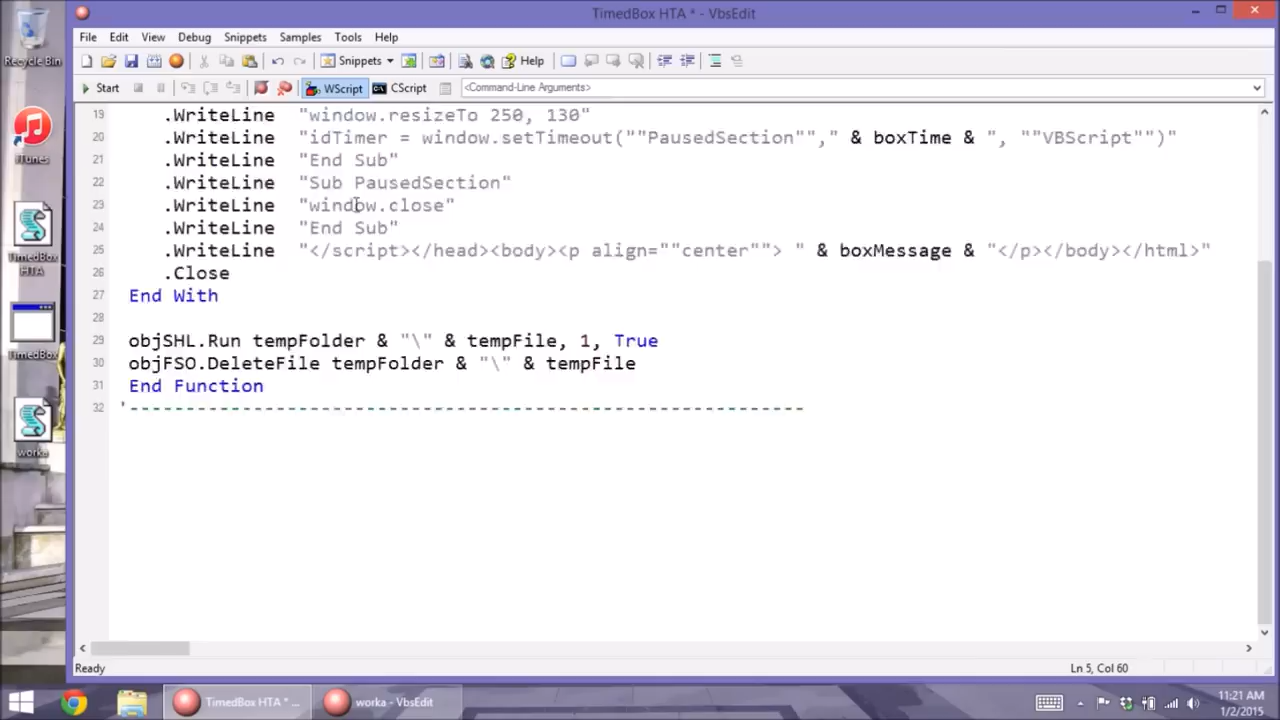 TimedBox HTA * - VbsEdit
File Edit View Debug Snippets Samples Tools Help
Snippets Help
Start WScript CScript <Command-Line Arguments>
19 .WriteLine "window.resizeTo 250, 130"
20 .WriteLine "idTimer = window.setTimeout(""PausedSection""," & boxTime & ", ""VBScript"")"
21 .WriteLine "End Sub"
22 .WriteLine "Sub PausedSection"
23 .WriteLine "window.close"
24 .WriteLine "End Sub"
25 .WriteLine "</script></head><body><p align=""center""> " & boxMessage & "</p></body></html>"
26 .Close
27 End With
28
29 objSHL.Run tempFolder & "\" & tempFile, 1, True
30 objFSO.DeleteFile tempFolder & "\" & tempFile
31 End Function
32 '------------------------------------------------------------
Ready Ln 5, Col 60
Recycle Bin
iTunes
TimedBox
HTA
TimedBox
worka
TimedBox HTA * ... worka - VbsEdit
11:21 AM
1/2/2015